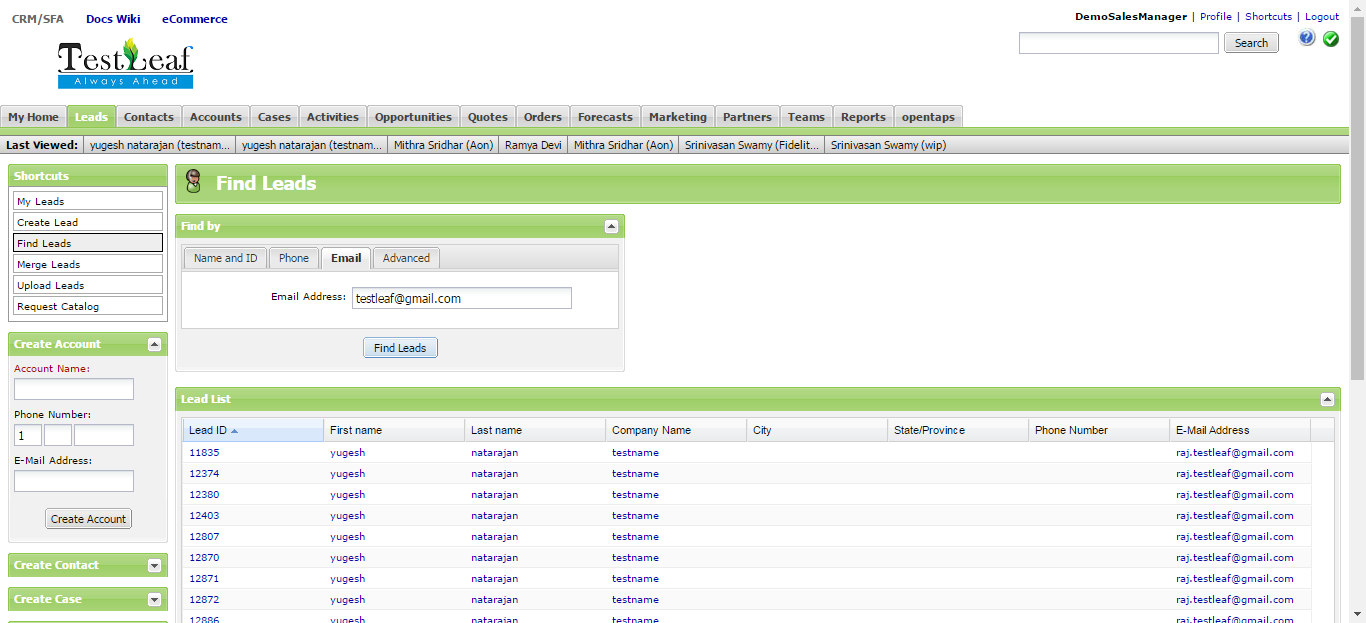 CRM/SFA Docs Wiki eCommerce
DemoSalesManager | Profile | Shortcuts | Logout
TestLeaf
Always Ahead
Search
My Home Leads Contacts Accounts Cases Activities Opportunities Quotes Orders Forecasts Marketing Partners Teams Reports opentaps
Last Viewed: yugesh natarajan (testnam... yugesh natarajan (testnam... Mithra Sridhar (Aon) Ramya Devi Mithra Sridhar (Aon) Srinivasan Swamy (Fidelit... Srinivasan Swamy (wip)
Shortcuts
My Leads
Create Lead
Find Leads
Merge Leads
Upload Leads
Request Catalog
Create Account
Account Name:
Phone Number:
1
E-Mail Address:
Create Account
Create Contact
Create Case
Find Leads
Find by
Name and ID Phone Email Advanced
Email Address: testleaf@gmail.com
Find Leads
Lead List
Lead ID First name Last name Company Name City State/Province Phone Number E-Mail Address
11835 yugesh natarajan testname raj.testleaf@gmail.com
12374 yugesh natarajan testname raj.testleaf@gmail.com
12380 yugesh natarajan testname raj.testleaf@gmail.com
12403 yugesh natarajan testname raj.testleaf@gmail.com
12807 yugesh natarajan testname raj.testleaf@gmail.com
12870 yugesh natarajan testname raj.testleaf@gmail.com
12871 yugesh natarajan testname raj.testleaf@gmail.com
12872 yugesh natarajan testname raj.testleaf@gmail.com
12886 yugesh natarajan testname raj.testleaf@gmail.com